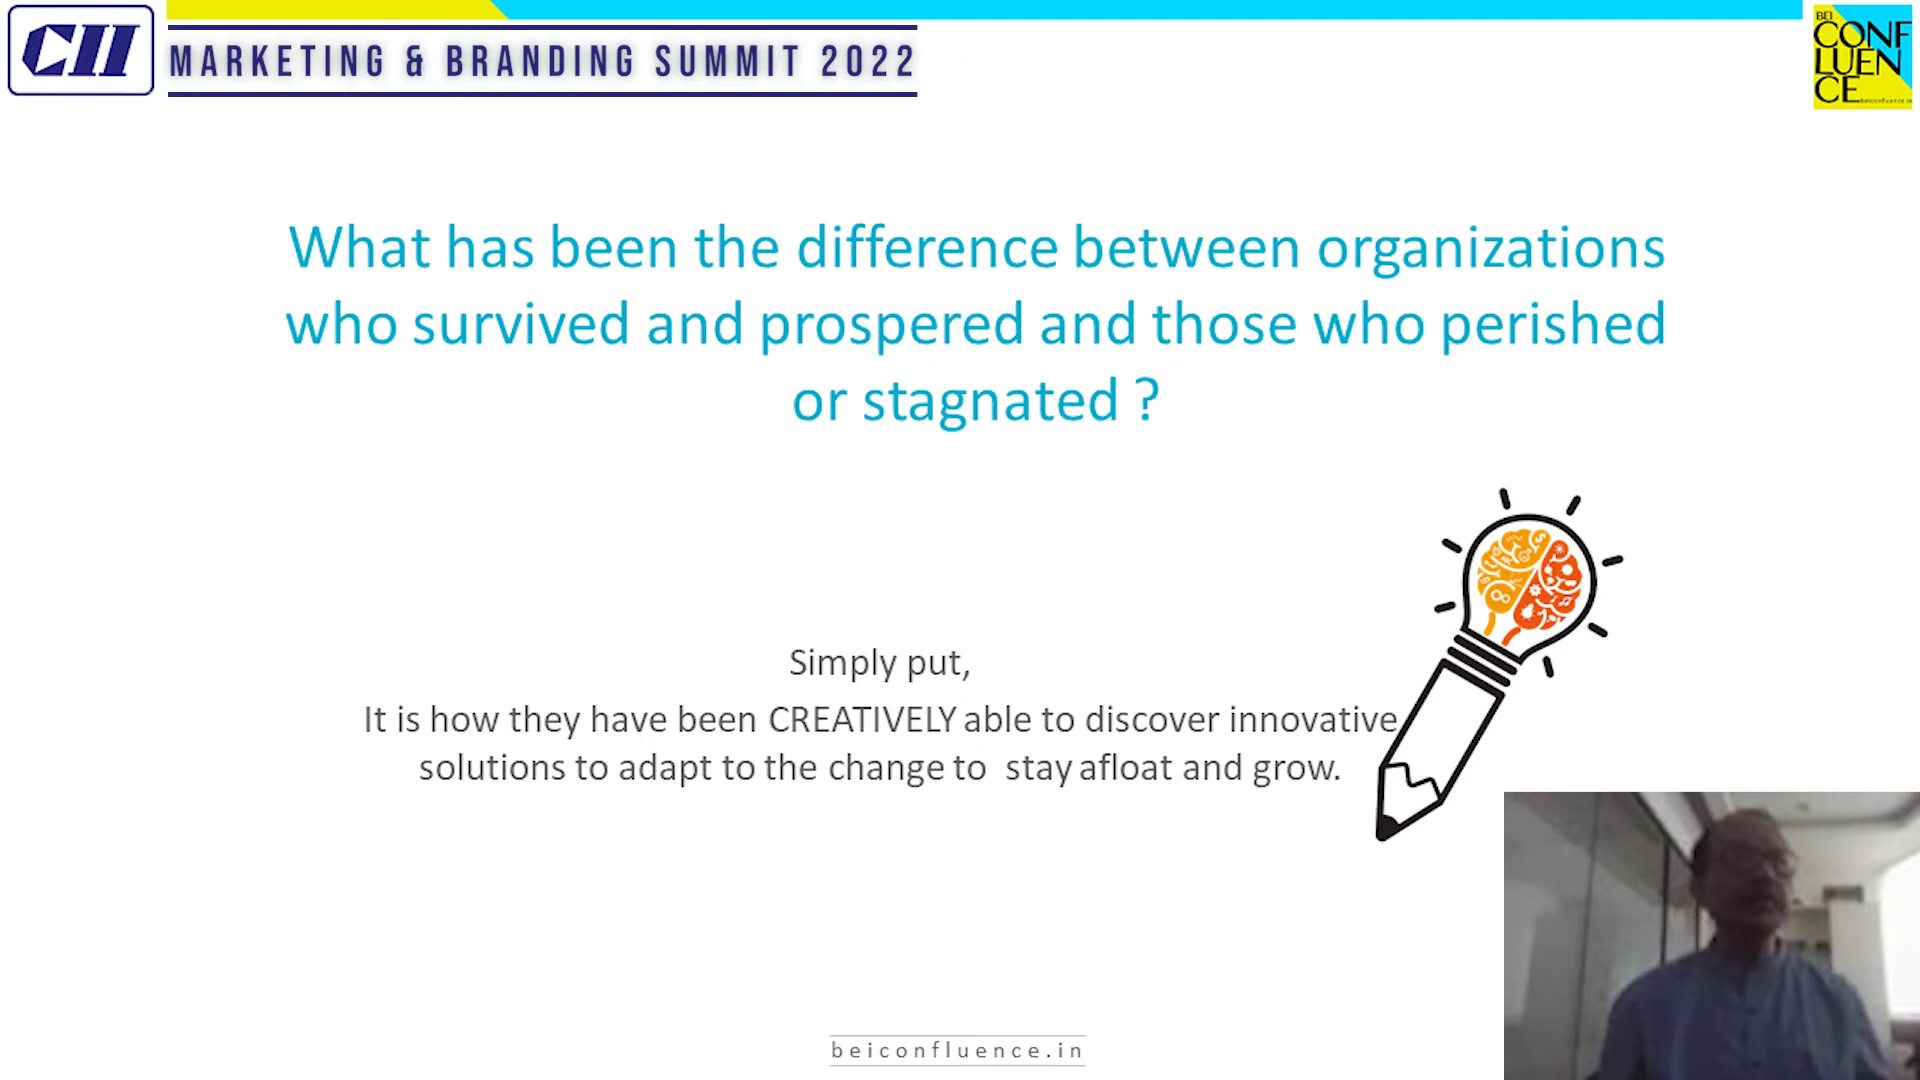 CII
MARKETING & BRANDING SUMMIT 2022
BEI
CONF
LUEN
CE
beiconfluence.in
What has been the difference between organizations
who survived and prospered and those who perished
or stagnated ?
Simply put,
It is how they have been CREATIVELY able to discover innovative
solutions to adapt to the change to stay afloat and grow.
beiconfluence.in